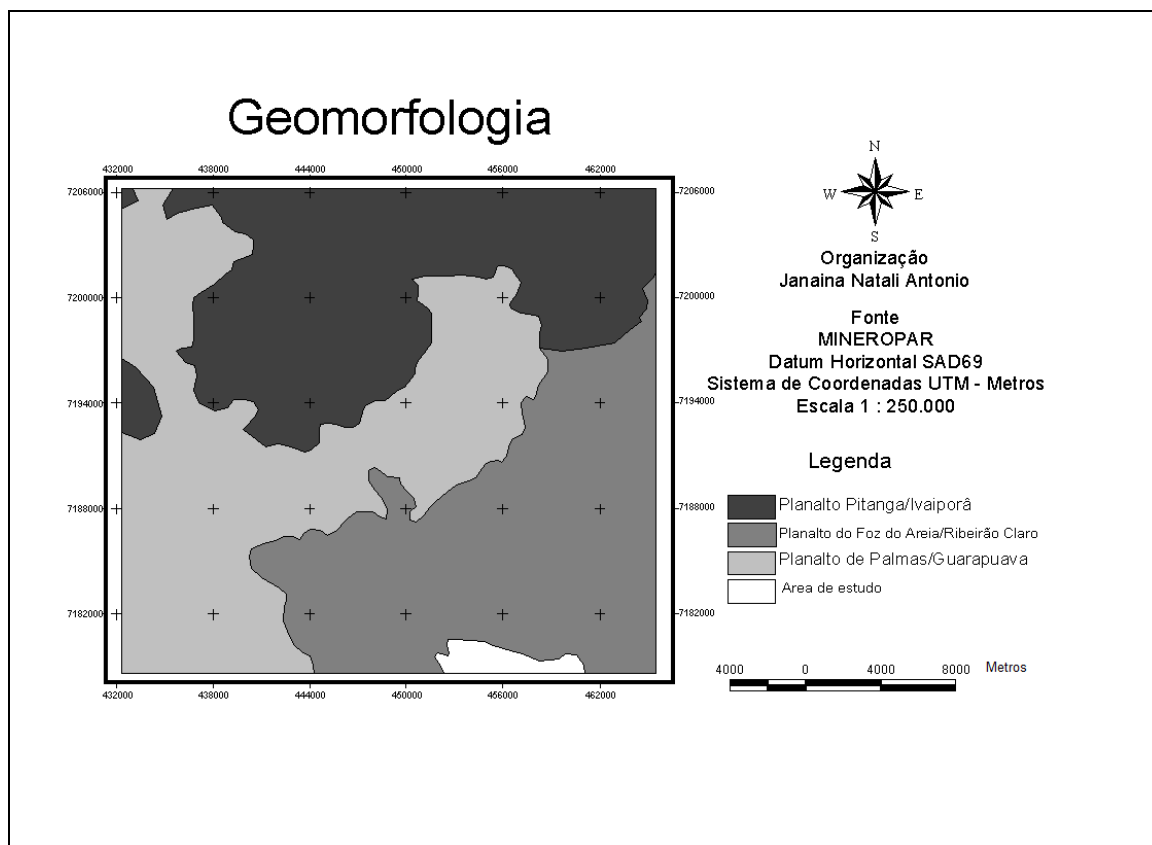 Geomorfologia
432000 438000 444000 450000 456000 462000
7206000 7206000
7200000 7200000
7194000 7194000
7188000 7188000
7182000 7182000
432000 438000 444000 450000 456000 462000
N
W E
S
Organização
Janaina Natali Antonio
Fonte
MINEROPAR
Datum Horizontal SAD69
Sistema de Coordenadas UTM - Metros
Escala 1 : 250.000
Legenda
Planalto Pitanga/Ivaiporâ
Planalto do Foz do Areia/Ribeirão Claro
Planalto de Palmas/Guarapuava
Area de estudo
4000 0 4000 8000 Metros